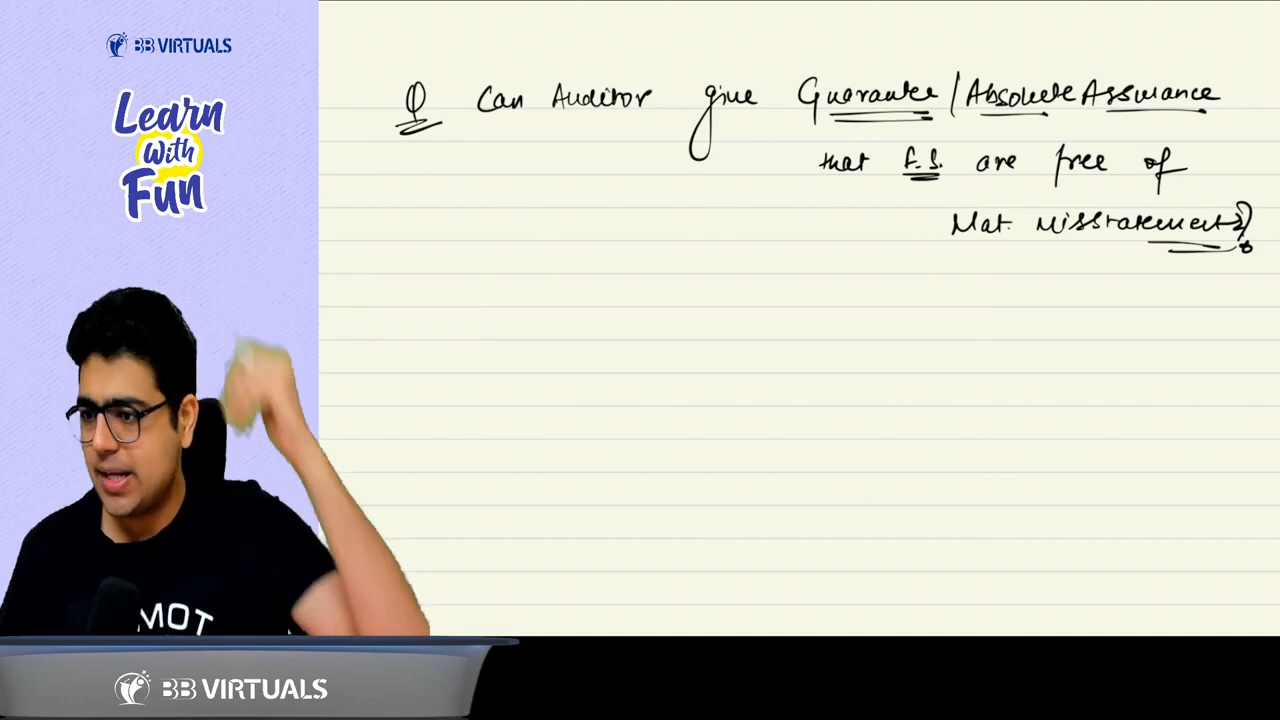 BB VIRTUALS
Learn
With
Fun
Q Can Auditor give Guarantee / Absolute Assurance
that F.S. are free of
Mat. Misstatements?
MOT
BB VIRTUALS